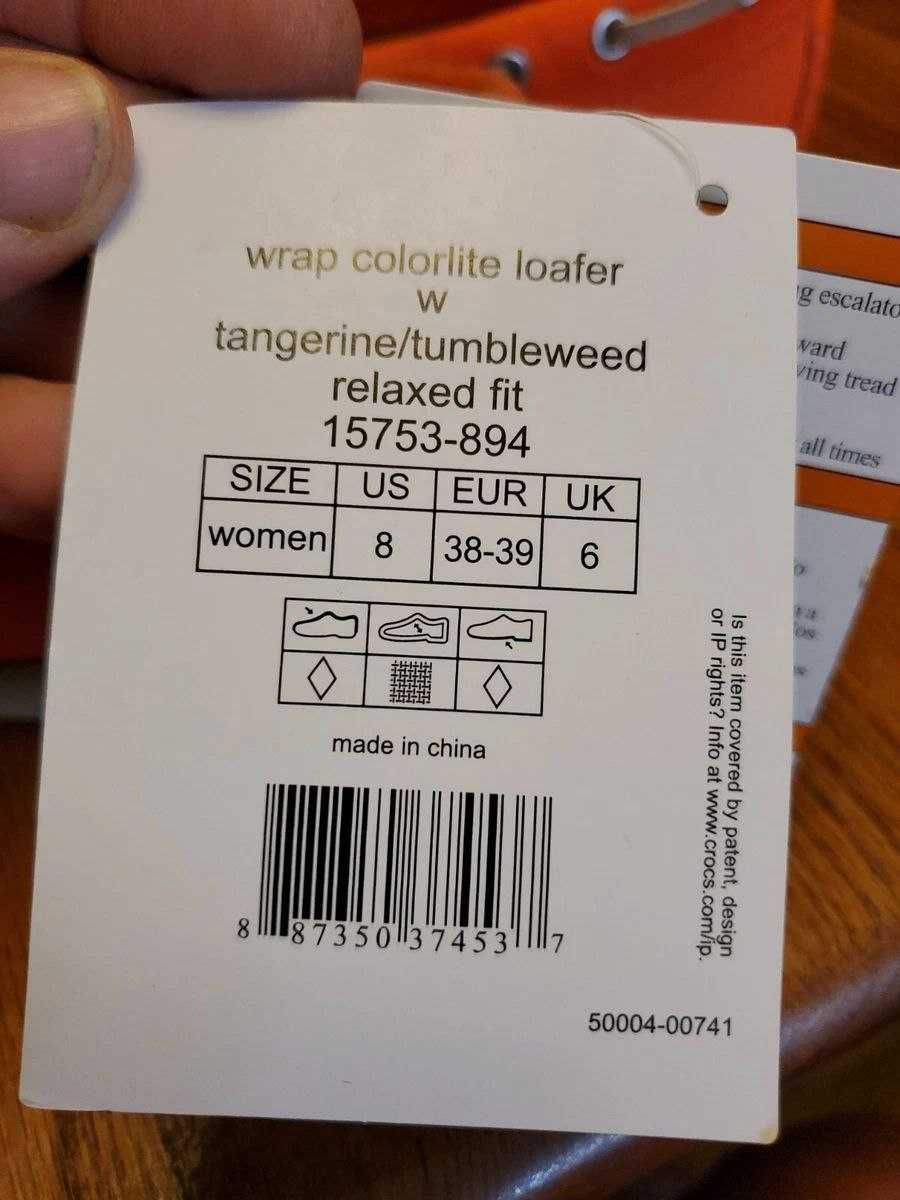 wrap colorlite loafer
w
tangerine/tumbleweed
relaxed fit
15753-894
SIZE US EUR UK
women 8 38-39 6
made in china
8 87350 37453 7
Is this item covered by patent, design
or IP rights? Info at www.crocs.com/ip.
50004-00741
g escalato
ward
ving tread
all times